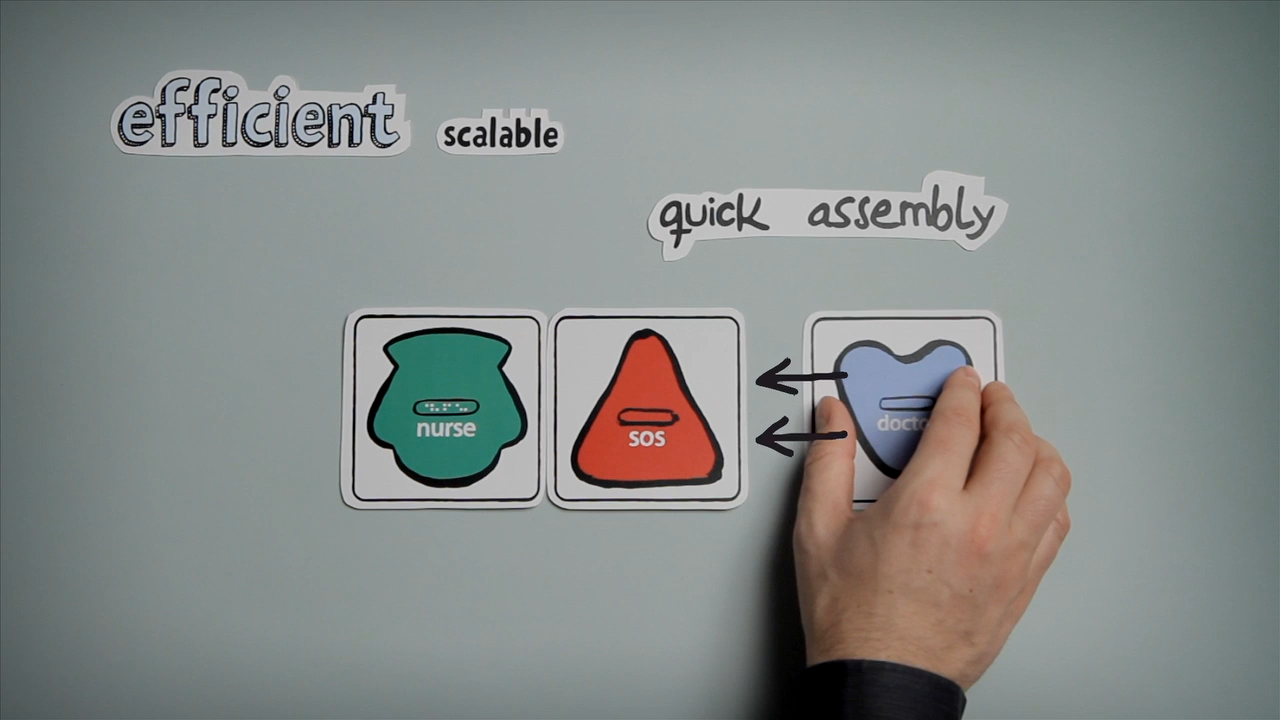 efficient
scalable
quick assembly
nurse
sos